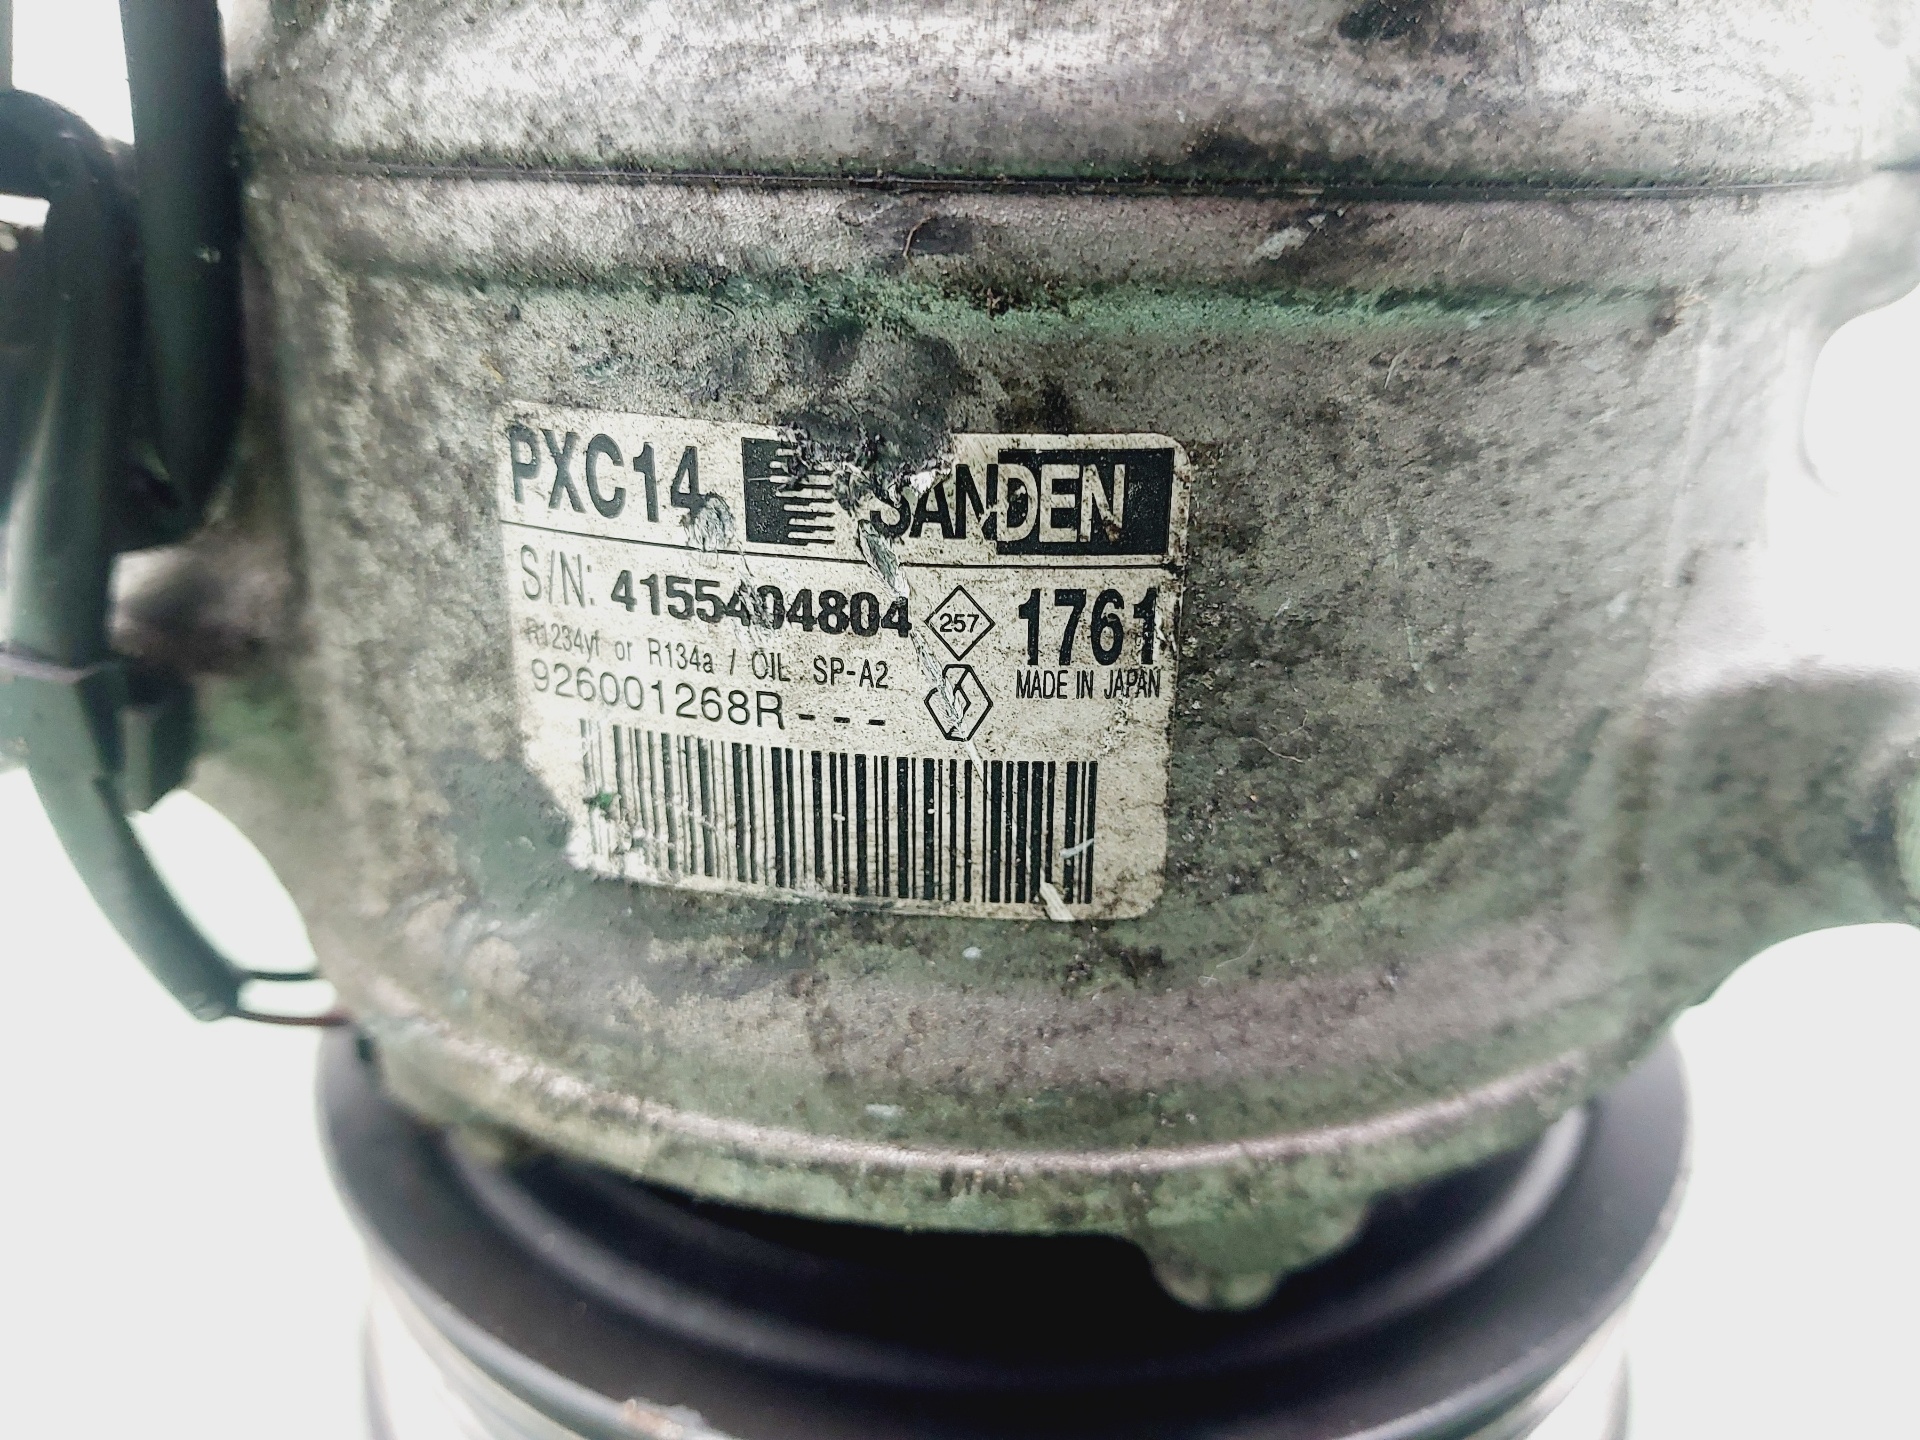 PXC14 SANDEN
S/N: 4155404804 257 1761
R1234yf or R134a / OIL SP-A2 MADE IN JAPAN
926001268R---